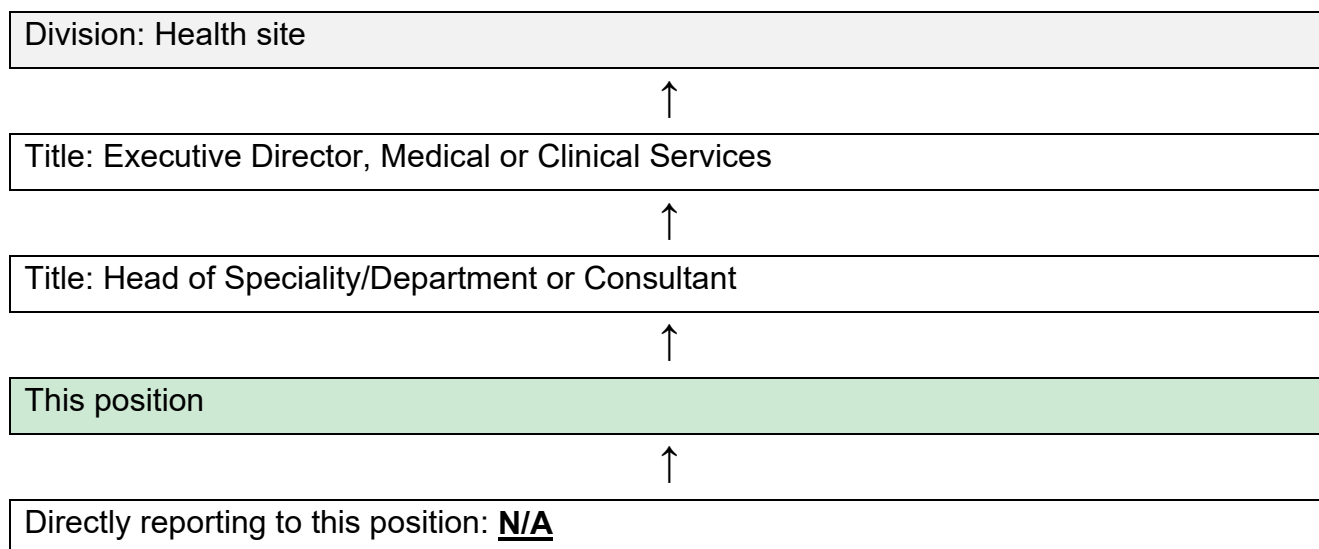 Division: Health site
↑
Title: Executive Director, Medical or Clinical Services
↑
Title: Head of Speciality/Department or Consultant
↑
This position
↑
Directly reporting to this position: N/A